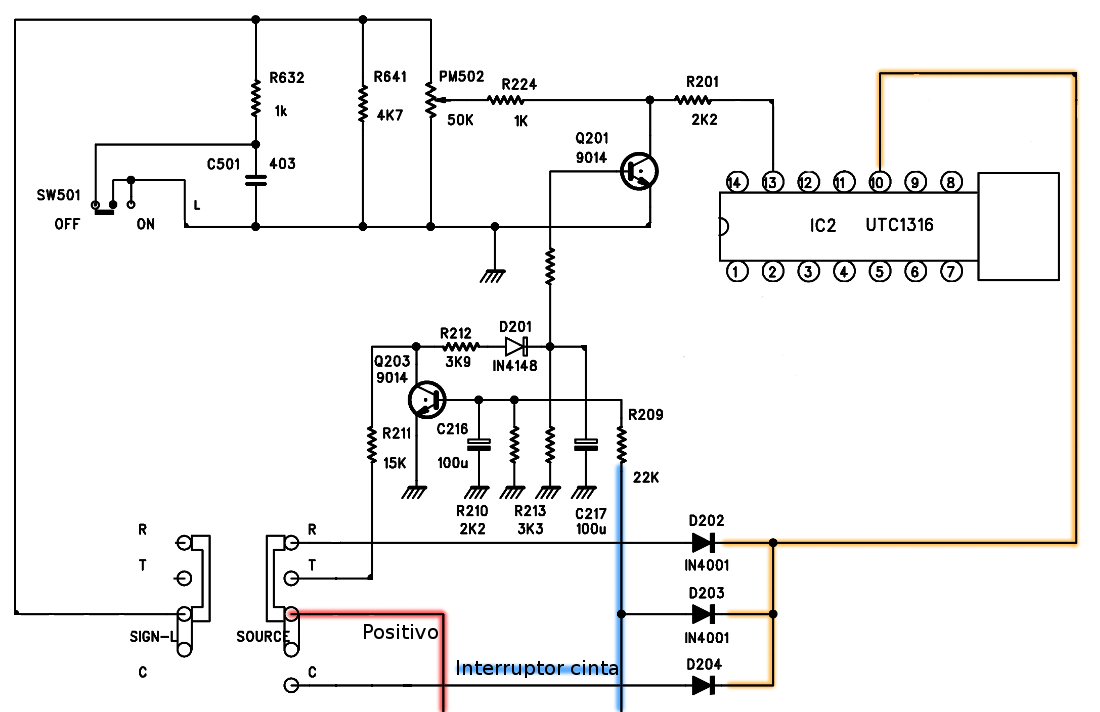 R632
1k
R641
4K7
PM502
50K
R224
1K
R201
2K2
Q201
9014
C501
403
SW501
OFF
ON
L
14 13 12 11 10 9 8
IC2 UTC1316
1 2 3 4 5 6 7
R212
3K9
D201
IN4148
Q203
9014
R211
15K
C216
100u
R209
22K
R210
2K2
R213
3K3
C217
100u
R
T
SIGN-L
C
R
T
SOURCE
C
Positivo
Interruptor cinta
D202
IN4001
D203
IN4001
D204